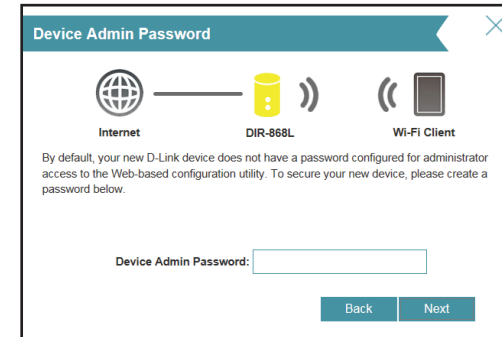 Device Admin Password
Internet
DIR-868L
Wi-Fi Client
By default, your new D-Link device does not have a password configured for administrator
access to the Web-based configuration utility. To secure your new device, please create a
password below.
Device Admin Password:
Back
Next